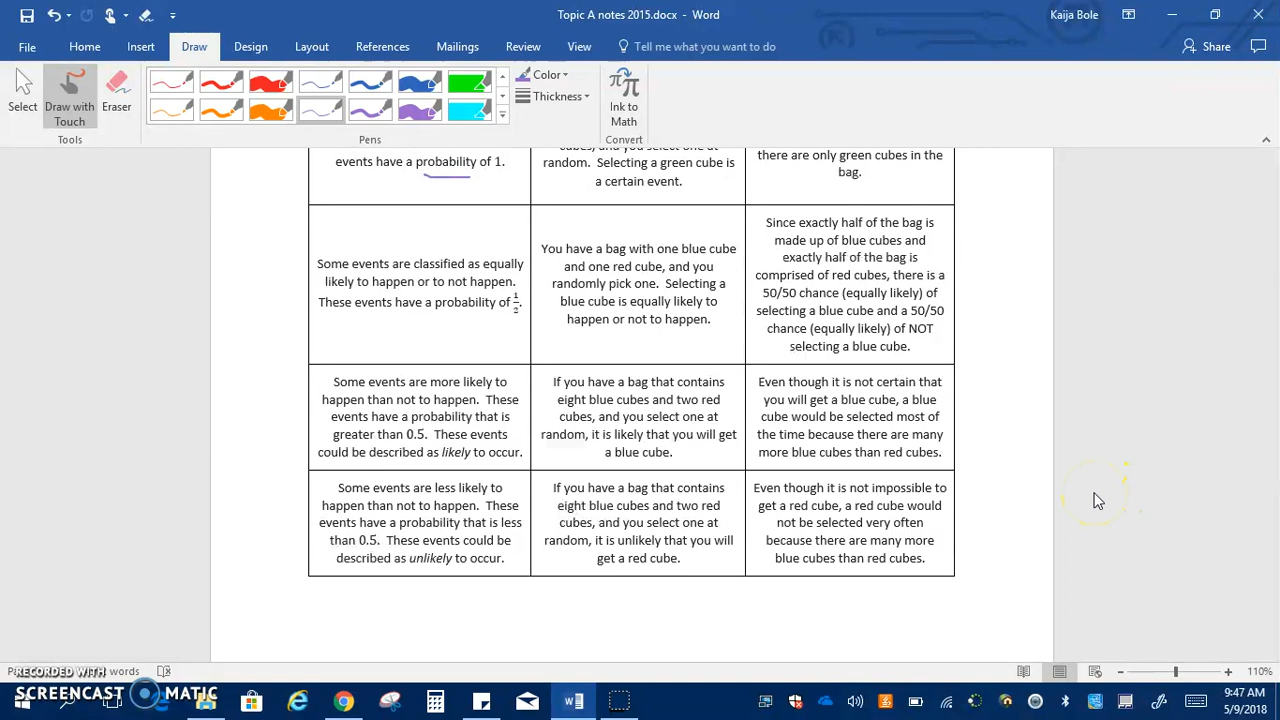 Topic A notes 2015.docx - Word
Kaija Bole
File Home Insert Draw Design Layout References Mailings Review View Tell me what you want to do Share
Select
Draw with Touch
Eraser
Tools
Pens
Color
Thickness
Ink to Math
Convert
events have a probability of 1.
random. Selecting a green cube is
a certain event.
there are only green cubes in the
bag.
Some events are classified as equally
likely to happen or to not happen.
These events have a probability of 1/2.
You have a bag with one blue cube
and one red cube, and you
randomly pick one. Selecting a
blue cube is equally likely to
happen or not to happen.
Since exactly half of the bag is
made up of blue cubes and
exactly half of the bag is
comprised of red cubes, there is a
50/50 chance (equally likely) of
selecting a blue cube and a 50/50
chance (equally likely) of NOT
selecting a blue cube.
Some events are more likely to
happen than not to happen. These
events have a probability that is
greater than 0.5. These events
could be described as likely to occur.
If you have a bag that contains
eight blue cubes and two red
cubes, and you select one at
random, it is likely that you will get
a blue cube.
Even though it is not certain that
you will get a blue cube, a blue
cube would be selected most of
the time because there are many
more blue cubes than red cubes.
Some events are less likely to
happen than not to happen. These
events have a probability that is less
than 0.5. These events could be
described as unlikely to occur.
If you have a bag that contains
eight blue cubes and two red
cubes, and you select one at
random, it is unlikely that you will
get a red cube.
Even though it is not impossible to
get a red cube, a red cube would
not be selected very often
because there are many more
blue cubes than red cubes.
words
110%
RECORDED WITH
SCREENCAST MATIC
9:47 AM
5/9/2018